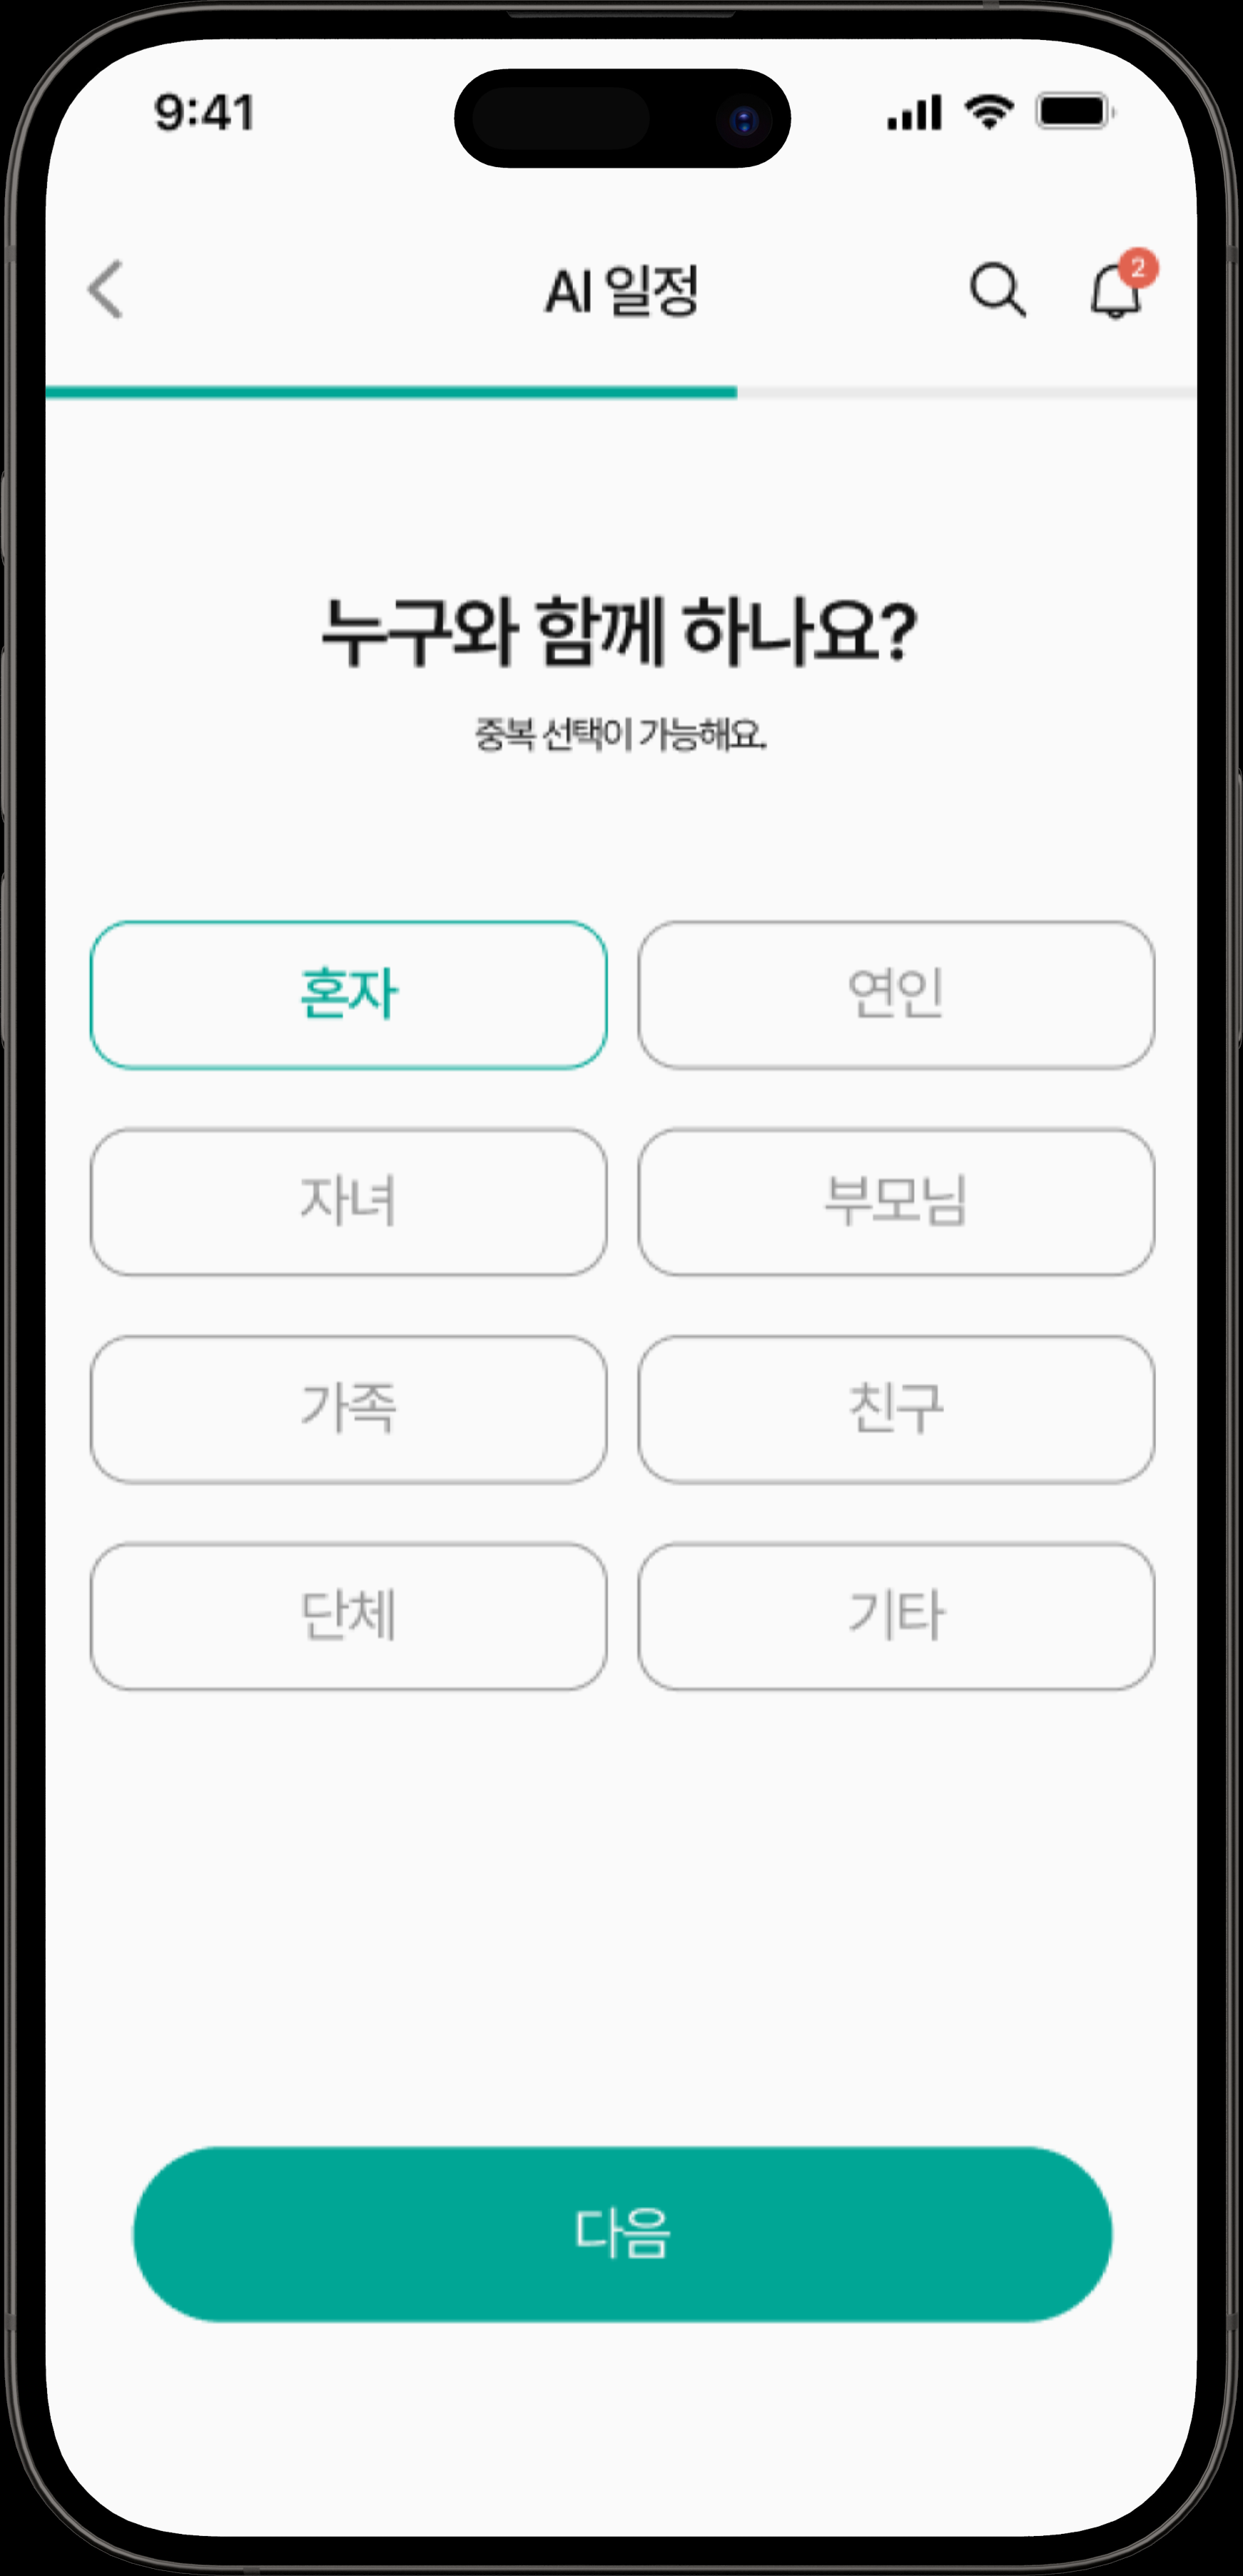 9:41
AI 일정
2
누구와 함께 하나요?
중복 선택이 가능해요.
혼자
연인
자녀
부모님
가족
친구
단체
기타
다음